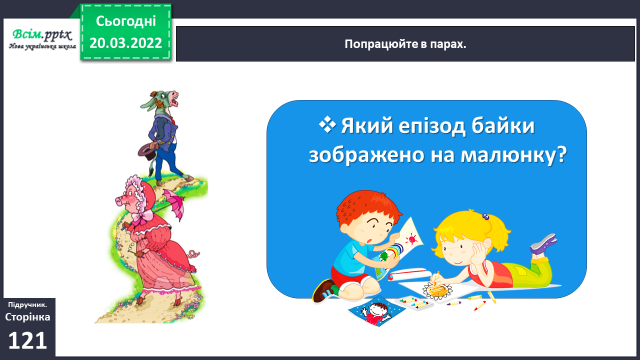 Всім.pptx
Нова українська школа
Сьогодні
20.03.2022
Попрацюйте в парах.
❖ Який епізод байки
зображено на малюнку?
Підручник.
Сторінка
121